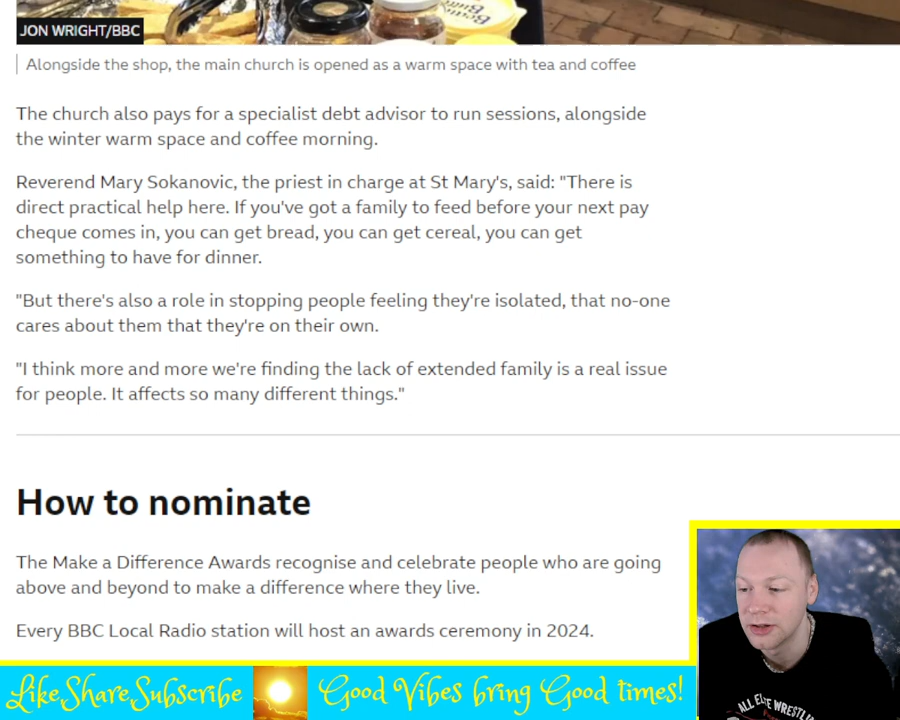 JON WRIGHT/BBC
Alongside the shop, the main church is opened as a warm space with tea and coffee
The church also pays for a specialist debt advisor to run sessions, alongside
the winter warm space and coffee morning.
Reverend Mary Sokanovic, the priest in charge at St Mary's, said: "There is
direct practical help here. If you've got a family to feed before your next pay
cheque comes in, you can get bread, you can get cereal, you can get
something to have for dinner.
"But there's also a role in stopping people feeling they're isolated, that no-one
cares about them that they're on their own.
"I think more and more we're finding the lack of extended family is a real issue
for people. It affects so many different things."
How to nominate
The Make a Difference Awards recognise and celebrate people who are going
above and beyond to make a difference where they live.
Every BBC Local Radio station will host an awards ceremony in 2024.
Like Share Subscribe
Good Vibes bring Good times!
ALL ELITE WRESTLI